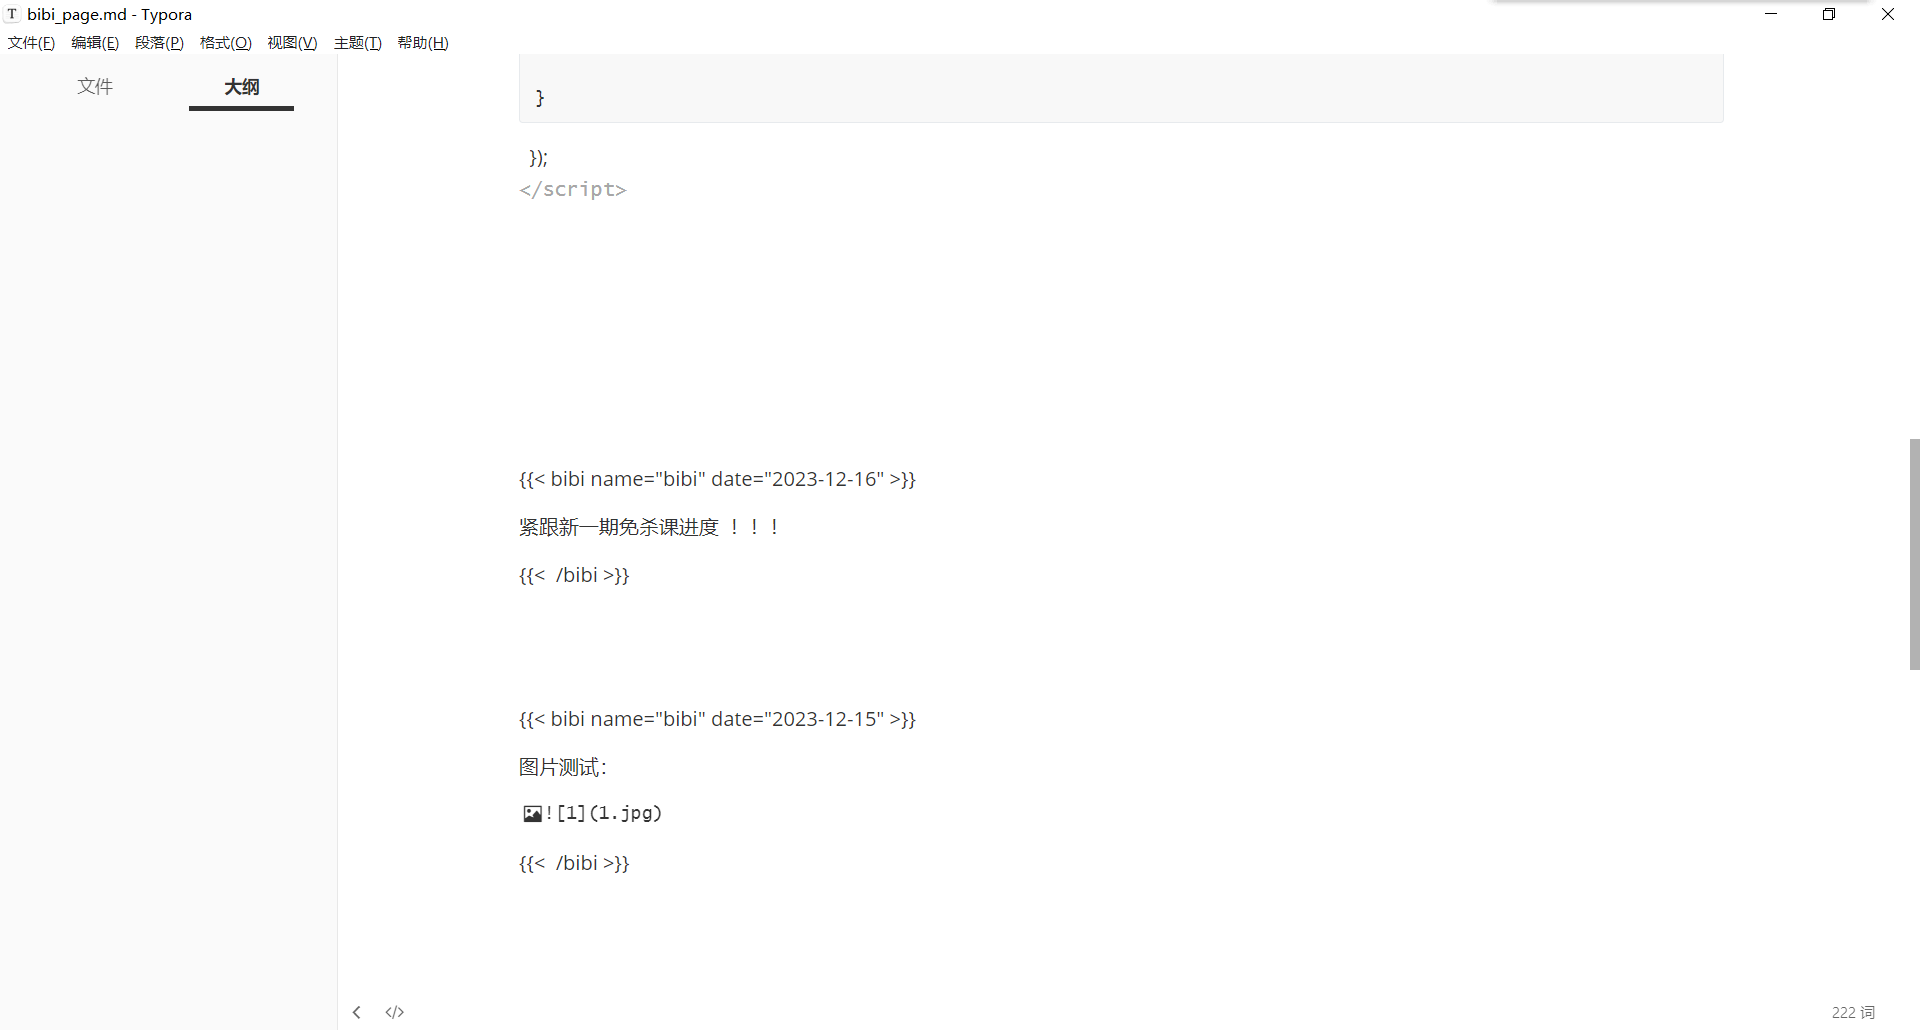 T bibi_page.md - Typora
文件(F) 编辑(E) 段落(P) 格式(O) 视图(V) 主题(T) 帮助(H)
文件 大纲
}
});
</script>
{{< bibi name="bibi" date="2023-12-16" >}}
紧跟新一期免杀课进度 ！！！
{{<  /bibi >}}
{{< bibi name="bibi" date="2023-12-15" >}}
图片测试：
![1](1.jpg)
{{<  /bibi >}}
</> 222 词